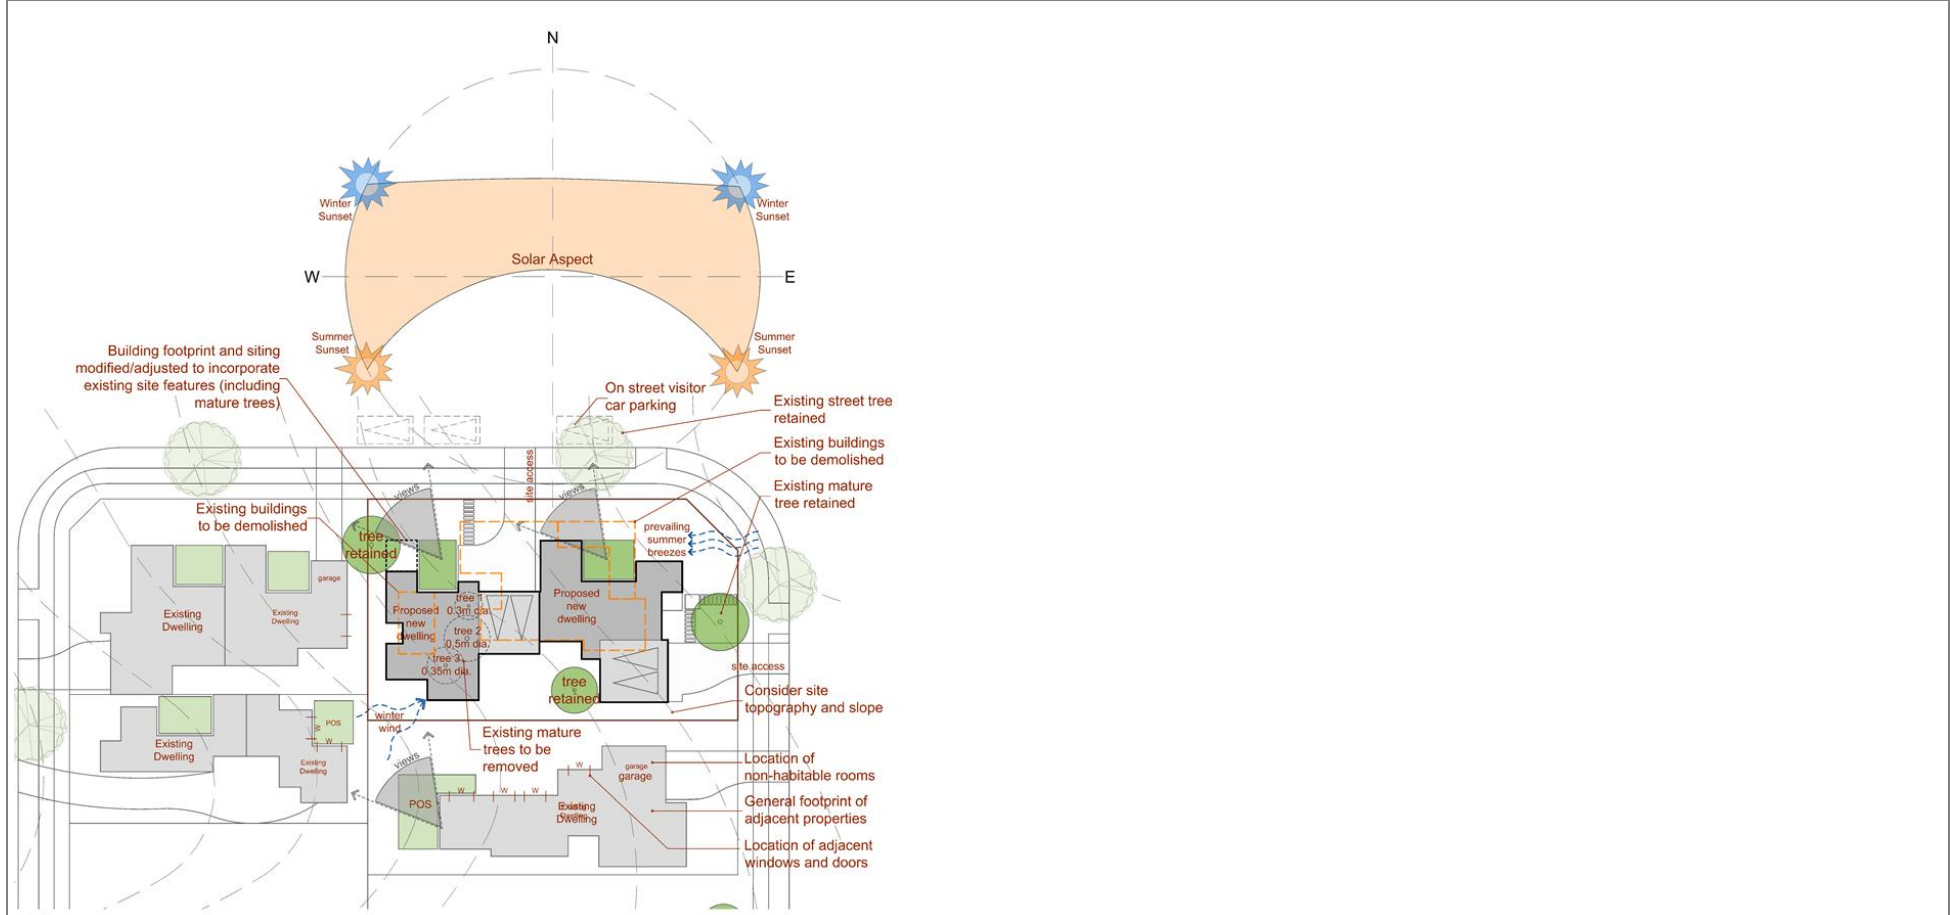 N
Winter
Sunset
Winter
Sunset
Solar Aspect
W
E
Summer
Sunset
Summer
Sunset
Building footprint and siting
modified/adjusted to incorporate
existing site features (including
mature trees)
On street visitor
car parking
Existing street tree
retained
Existing buildings
to be demolished
Existing mature
tree retained
site access
views
views
Existing buildings
to be demolished
tree
retained
prevailing
summer
breezes
garage
Existing
Dwelling
Existing
Dwelling
Proposed
new
dwelling
tree 1
0.3m dia.
tree 2
0.5m dia.
tree 3
0.35m dia.
Proposed
new
dwelling
tree
retained
site access
Consider site
topography and slope
winter
wind
POS
W
W
Existing
Dwelling
Existing
Dwelling
Existing mature
trees to be
removed
views
POS
W
W
W
W
garage
garage
Existing
Dwelling
Location of
non-habitable rooms
General footprint of
adjacent properties
Location of adjacent
windows and doors